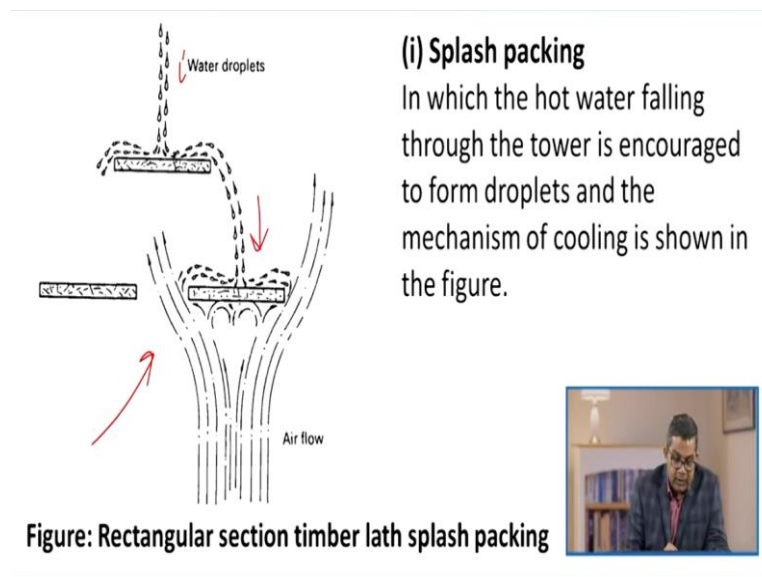 Water droplets
(i) Splash packing
In which the hot water falling
through the tower is encouraged
to form droplets and the
mechanism of cooling is shown in
the figure.
Air flow
Figure: Rectangular section timber lath splash packing